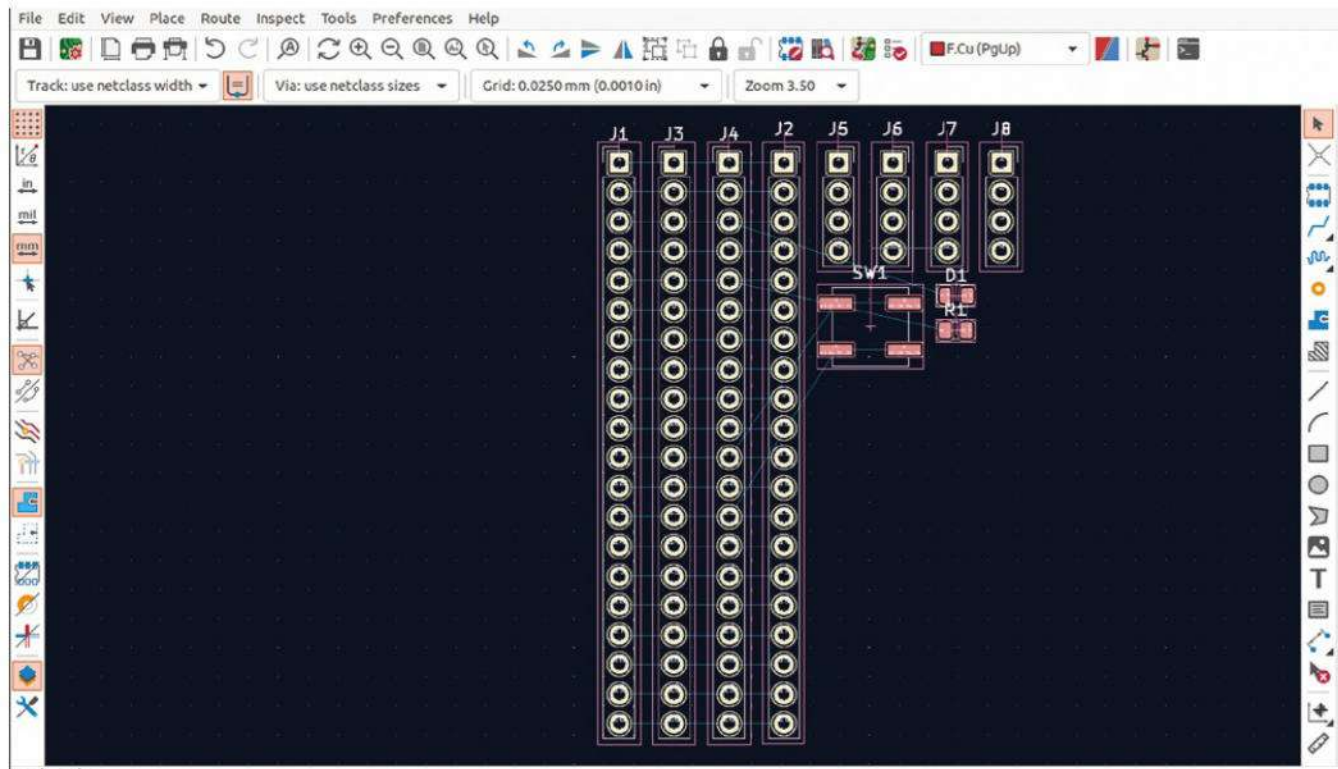 File Edit View Place Route Inspect Tools Preferences Help
F.Cu (PgUp)
Track: use netclass width Via: use netclass sizes Grid: 0.0250 mm (0.0010 in) Zoom 3.50
in
mil
mm
J1 J3 J4 J2 J5 J6 J7 J8
SW1 D1
R1